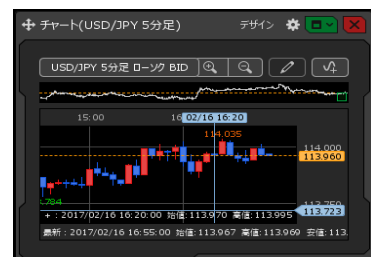 チャート(USD/JPY 5分足) デザイン
USD/JPY 5分足 ローソク BID
15:00 16 02/16 16:20
114.035
114.000
113.960
113.750
113.723
3.794
+ : 2017/02/16 16:20:00 始値:113.970 高値:113.995
最新 : 2017/02/16 16:55:00 始値:113.967 高値:113.969 安値:113.